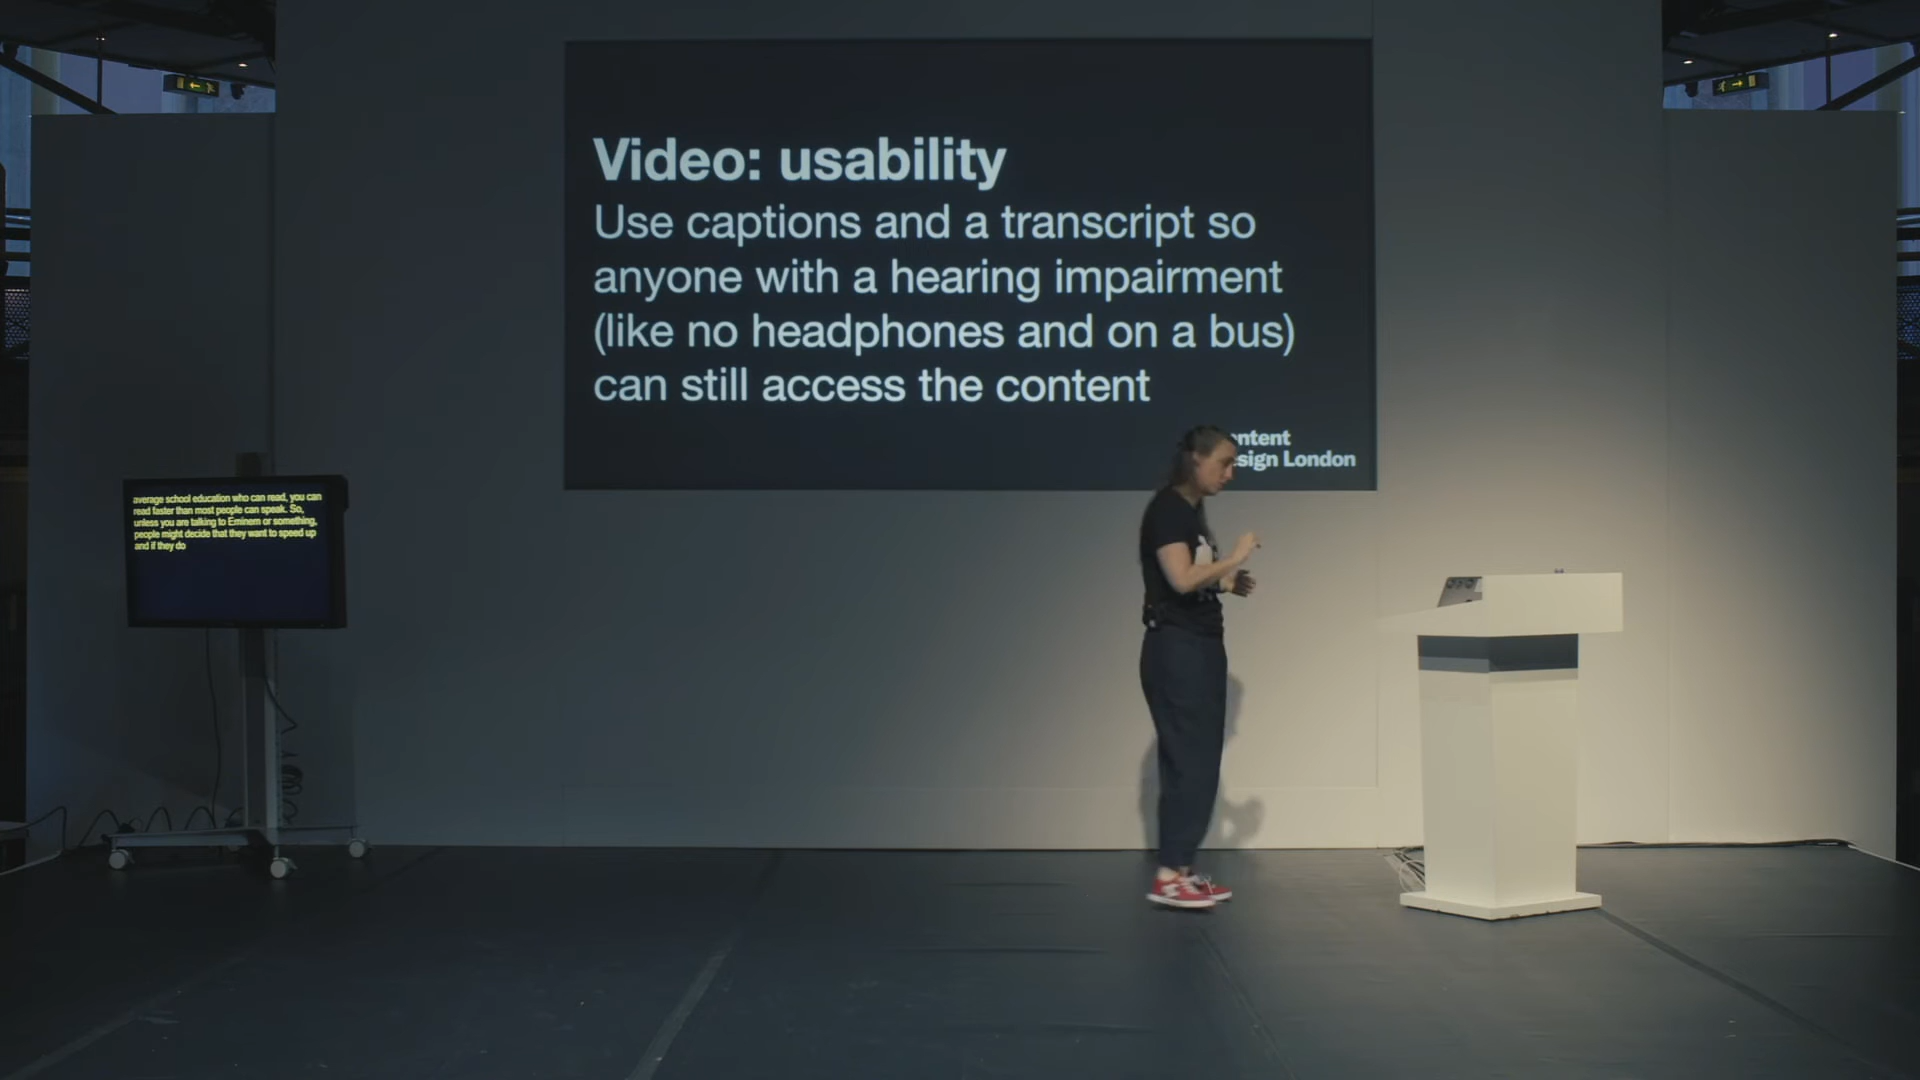 Video: usability
Use captions and a transcript so
anyone with a hearing impairment
(like no headphones and on a bus)
can still access the content
ntent
sign London
average school education who can read, you can
read faster than most people can speak. So,
unless you are talking to Eminem or something,
people might decide that they want to speed up
and if they do